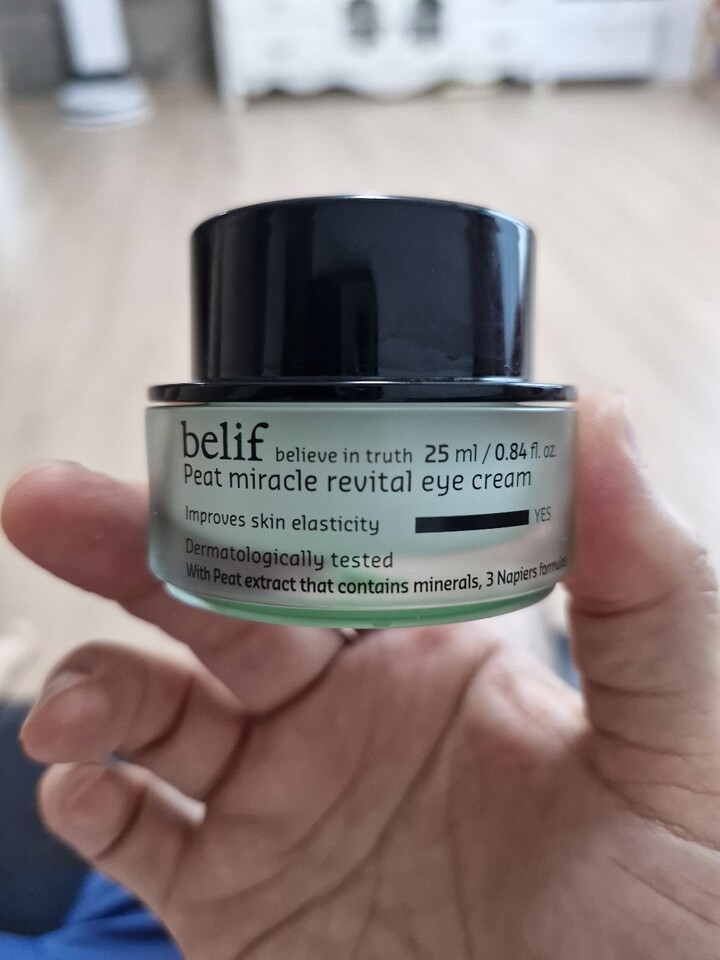 belif believe in truth 25 ml / 0.84 fl. oz.
Peat miracle revital eye cream
Improves skin elasticity YES
Dermatologically tested
With Peat extract that contains minerals, 3 Napiers formulas